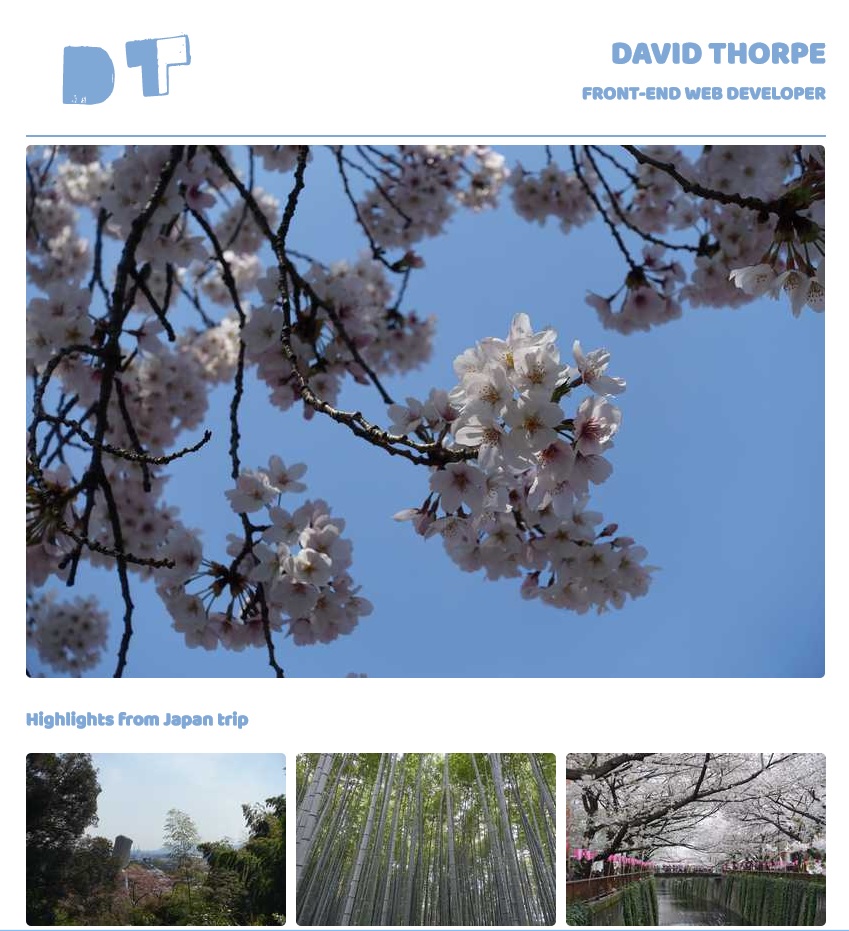 DT
DAVID THORPE
FRONT-END WEB DEVELOPER
Highlights from Japan trip